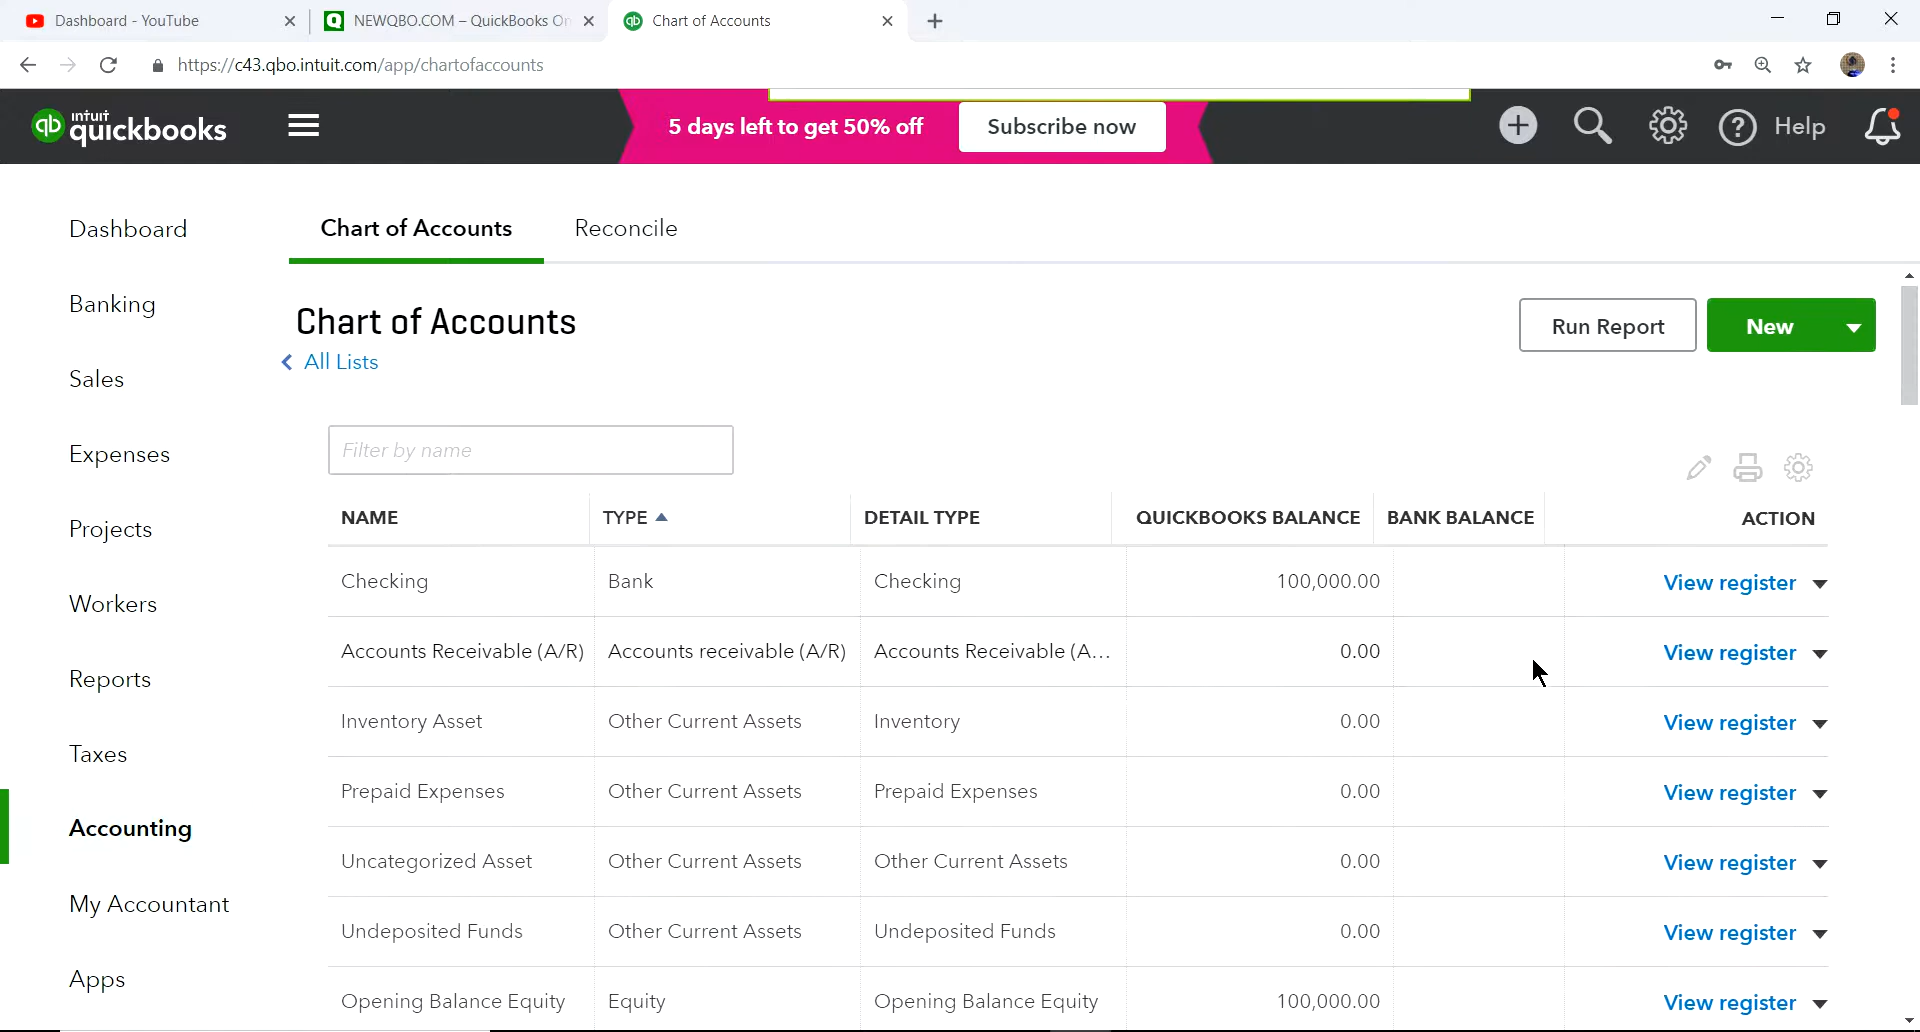 Dashboard - YouTube
NEWQBO.COM – QuickBooks On
Chart of Accounts
https://c43.qbo.intuit.com/app/chartofaccounts
qb intuit quickbooks
5 days left to get 50% off
Subscribe now
Help
Dashboard
Banking
Sales
Expenses
Projects
Workers
Reports
Taxes
Accounting
My Accountant
Apps
Chart of Accounts Reconcile
Chart of Accounts
All Lists
Run Report New
Filter by name
NAME TYPE DETAIL TYPE QUICKBOOKS BALANCE BANK BALANCE ACTION
Checking Bank Checking 100,000.00 View register
Accounts Receivable (A/R) Accounts receivable (A/R) Accounts Receivable (A... 0.00 View register
Inventory Asset Other Current Assets Inventory 0.00 View register
Prepaid Expenses Other Current Assets Prepaid Expenses 0.00 View register
Uncategorized Asset Other Current Assets Other Current Assets 0.00 View register
Undeposited Funds Other Current Assets Undeposited Funds 0.00 View register
Opening Balance Equity Equity Opening Balance Equity 100,000.00 View register